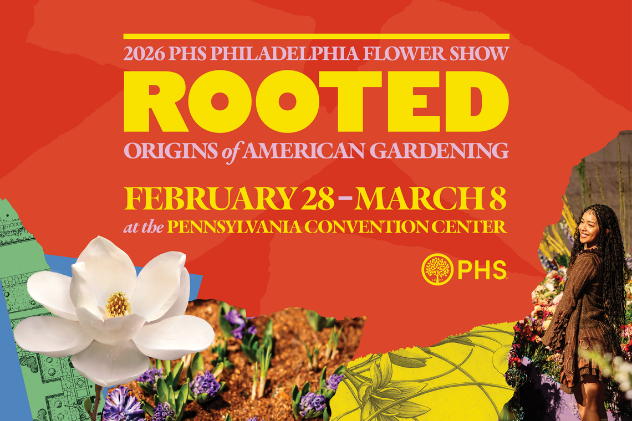 2026 PHS PHILADELPHIA FLOWER SHOW
ROOTED
ORIGINS of AMERICAN GARDENING
FEBRUARY 28 – MARCH 8
at the PENNSYLVANIA CONVENTION CENTER
PHS